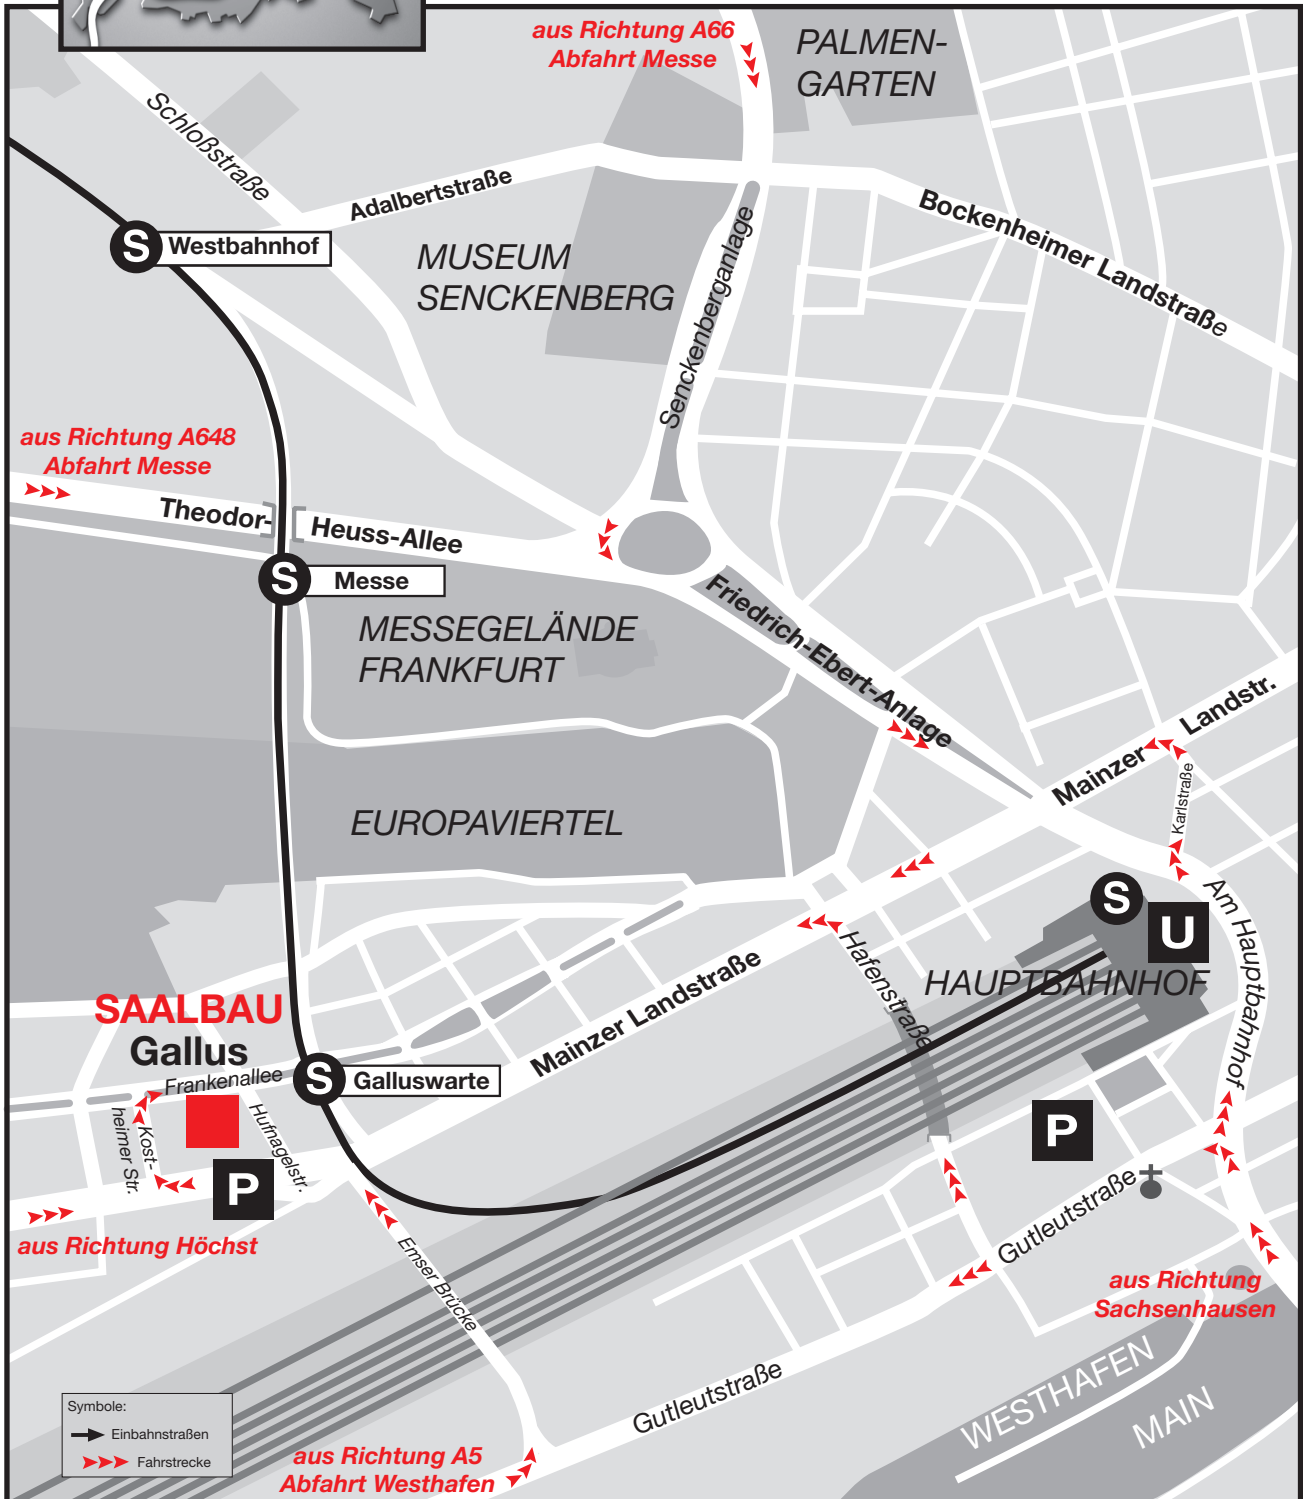 aus Richtung A66
Abfahrt Messe
PALMEN-
GARTEN
Schloßstraße
Adalbertstraße
Bockenheimer Landstraße
S Westbahnhof
MUSEUM
SENCKENBERG
Senckenberganlage
aus Richtung A648
Abfahrt Messe
Theodor-
Heuss-Allee
S Messe
MESSEGELÄNDE
FRANKFURT
Friedrich-Ebert-Anlage
Mainzer
Landstr.
Karlstraße
EUROPAVIERTEL
S
U
Am Hauptbahnhof
HAUPTBAHNHOF
Hafenstraße
Mainzer Landstraße
SAALBAU
Gallus
Frankenallee
S Galluswarte
Kost-
heimer Str.
Hufnagelstr.
P
P
aus Richtung Höchst
Emser Brücke
Gutleutstraße
aus Richtung
Sachsenhausen
WESTHAFEN
MAIN
Gutleutstraße
Symbole:
Einbahnstraßen
Fahrstrecke
aus Richtung A5
Abfahrt Westhafen